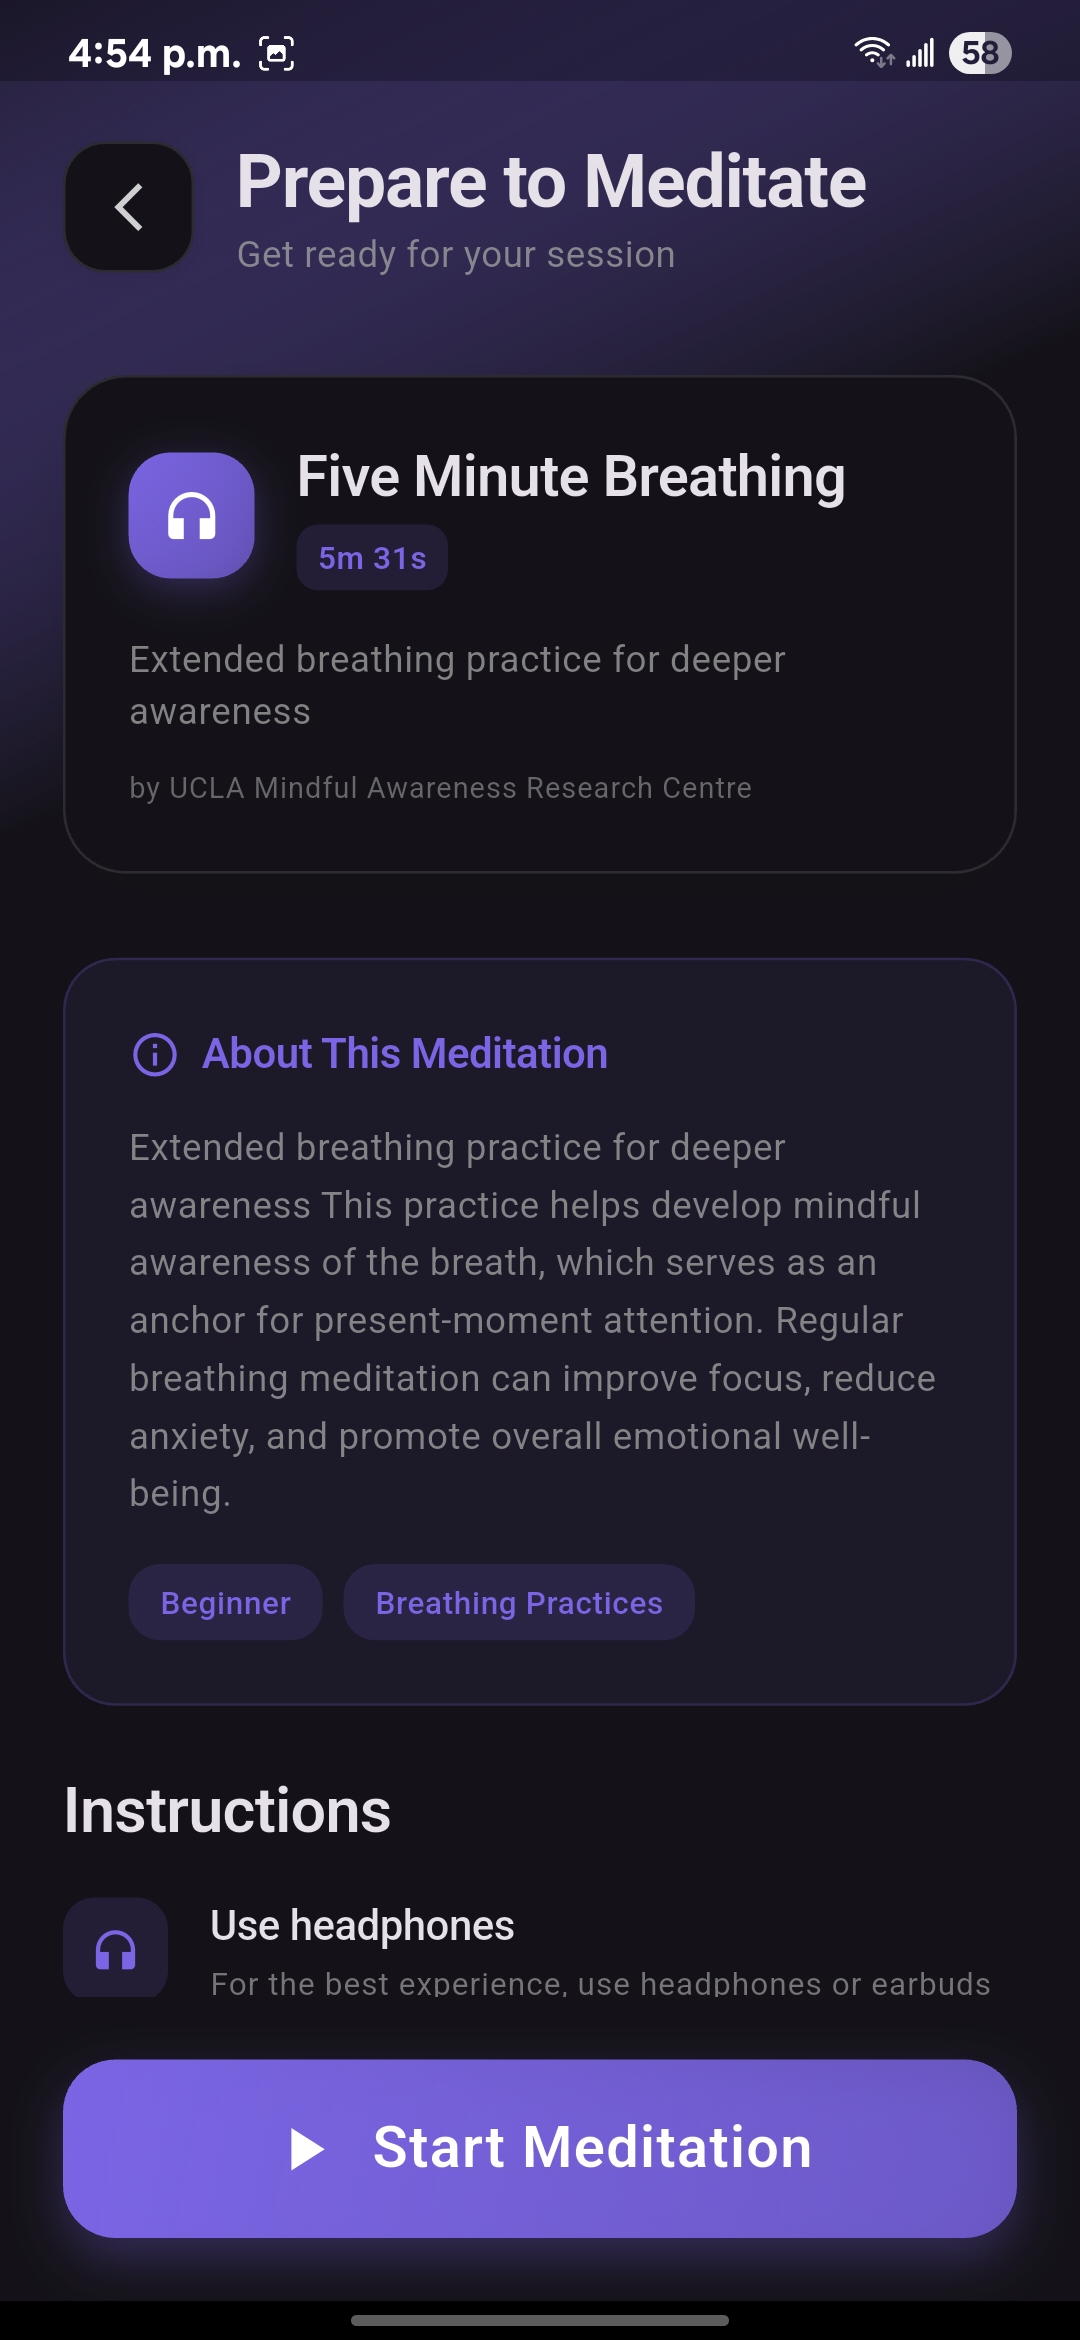 4:54 p.m.
58
Prepare to Meditate
Get ready for your session
Five Minute Breathing
5m 31s
Extended breathing practice for deeper
awareness
by UCLA Mindful Awareness Research Centre
About This Meditation
Extended breathing practice for deeper
awareness This practice helps develop mindful
awareness of the breath, which serves as an
anchor for present-moment attention. Regular
breathing meditation can improve focus, reduce
anxiety, and promote overall emotional well-
being.
Beginner
Breathing Practices
Instructions
Use headphones
For the best experience, use headphones or earbuds
Start Meditation